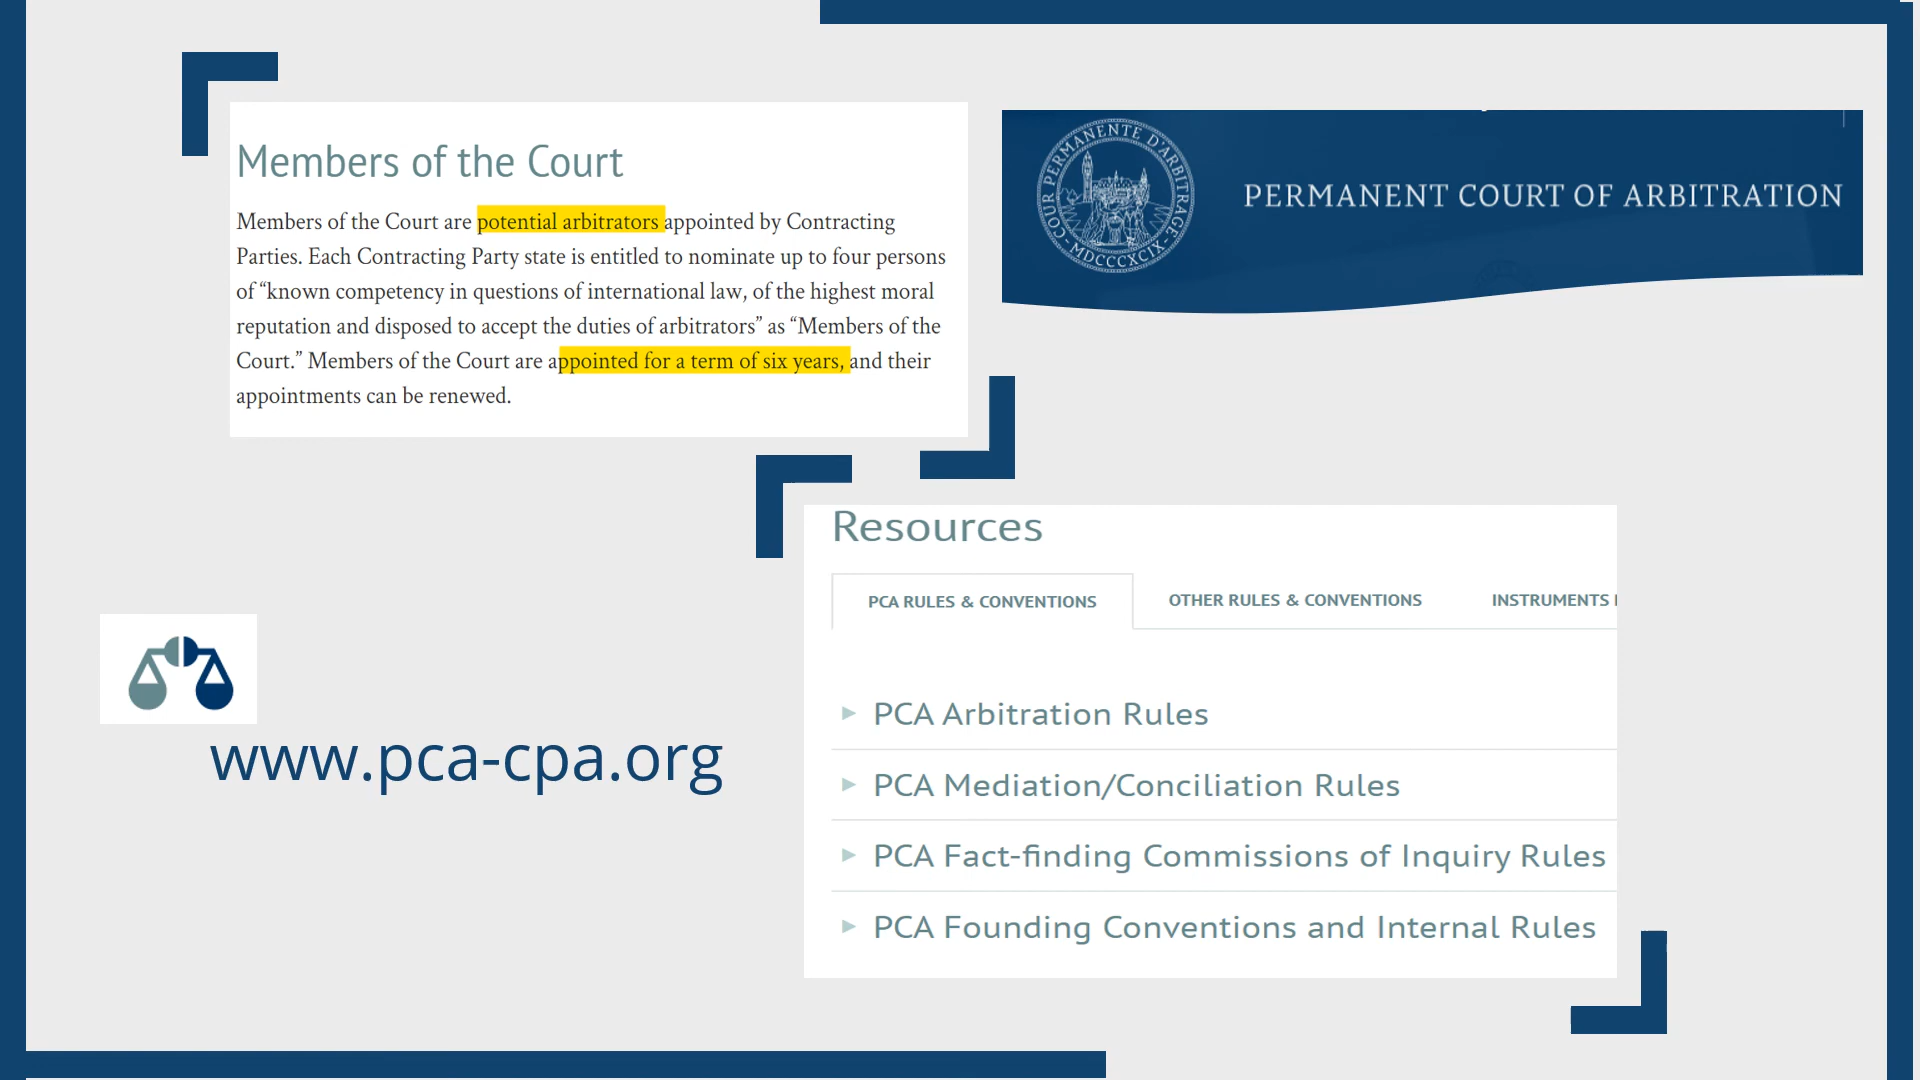 Members of the Court
Members of the Court are potential arbitrators appointed by Contracting
Parties. Each Contracting Party state is entitled to nominate up to four persons
of “known competency in questions of international law, of the highest moral
reputation and disposed to accept the duties of arbitrators” as “Members of the
Court.” Members of the Court are appointed for a term of six years, and their
appointments can be renewed.
COUR PERMANENTE D'ARBITRAGE
MDCCCXCIX
PERMANENT COURT OF ARBITRATION
Resources
PCA RULES & CONVENTIONS
OTHER RULES & CONVENTIONS
INSTRUMENTS
PCA Arbitration Rules
PCA Mediation/Conciliation Rules
PCA Fact-finding Commissions of Inquiry Rules
PCA Founding Conventions and Internal Rules
www.pca-cpa.org